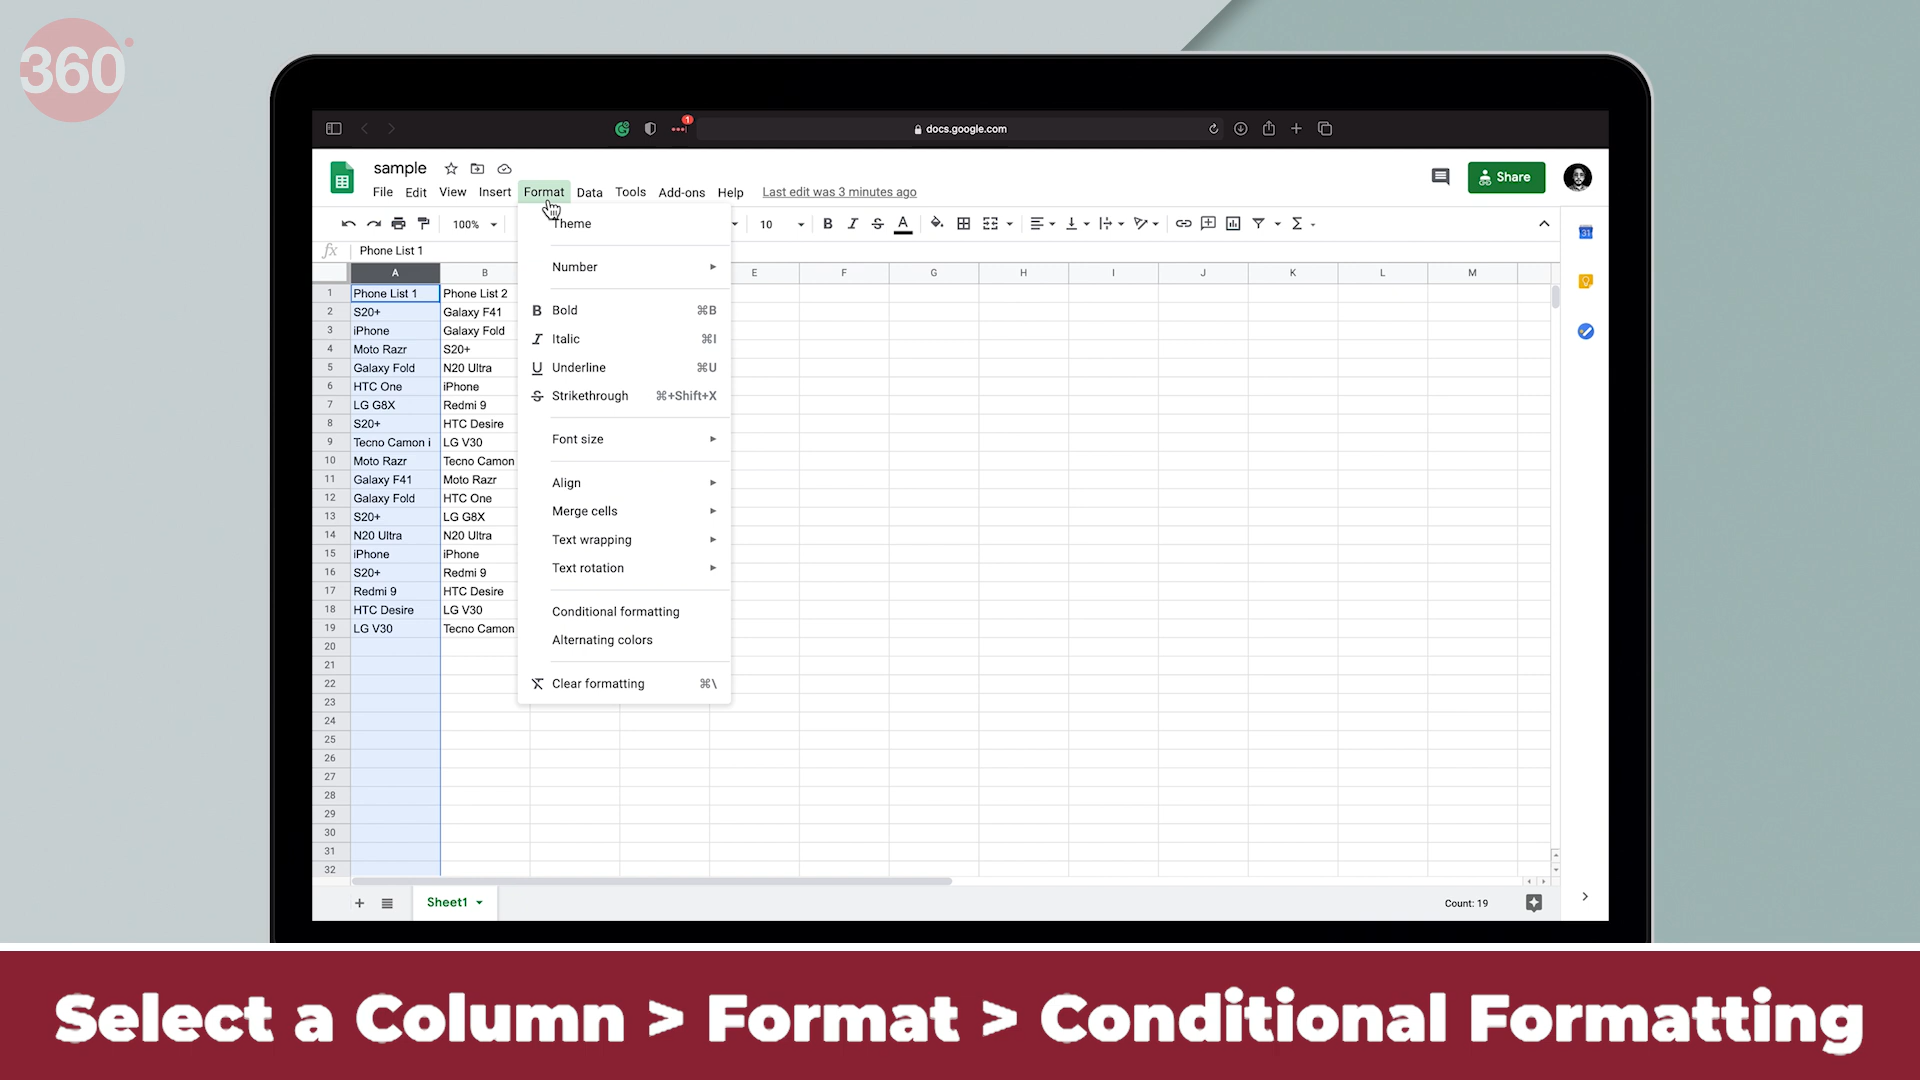 360
docs.google.com
1
sample
File Edit View Insert Format Data Tools Add-ons Help Last edit was 3 minutes ago
Share
100% 10 B I S A Σ
31
fx Phone List 1
A B E F G H I J K L M
1 Phone List 1 Phone List 2
2 S20+ Galaxy F41
3 iPhone Galaxy Fold
4 Moto Razr S20+
5 Galaxy Fold N20 Ultra
6 HTC One iPhone
7 LG G8X Redmi 9
8 S20+ HTC Desire
9 Tecno Camon i LG V30
10 Moto Razr Tecno Camon
11 Galaxy F41 Moto Razr
12 Galaxy Fold HTC One
13 S20+ LG G8X
14 N20 Ultra N20 Ultra
15 iPhone iPhone
16 S20+ Redmi 9
17 Redmi 9 HTC Desire
18 HTC Desire LG V30
19 LG V30 Tecno Camon
20
21
22
23
24
25
26
27
28
29
30
31
32
Theme
Number
B Bold ⌘B
I Italic ⌘I
U Underline ⌘U
S Strikethrough ⌘+Shift+X
Font size
Align
Merge cells
Text wrapping
Text rotation
Conditional formatting
Alternating colors
Clear formatting ⌘\
Sheet1
Count: 19
Select a Column > Format > Conditional Formatting